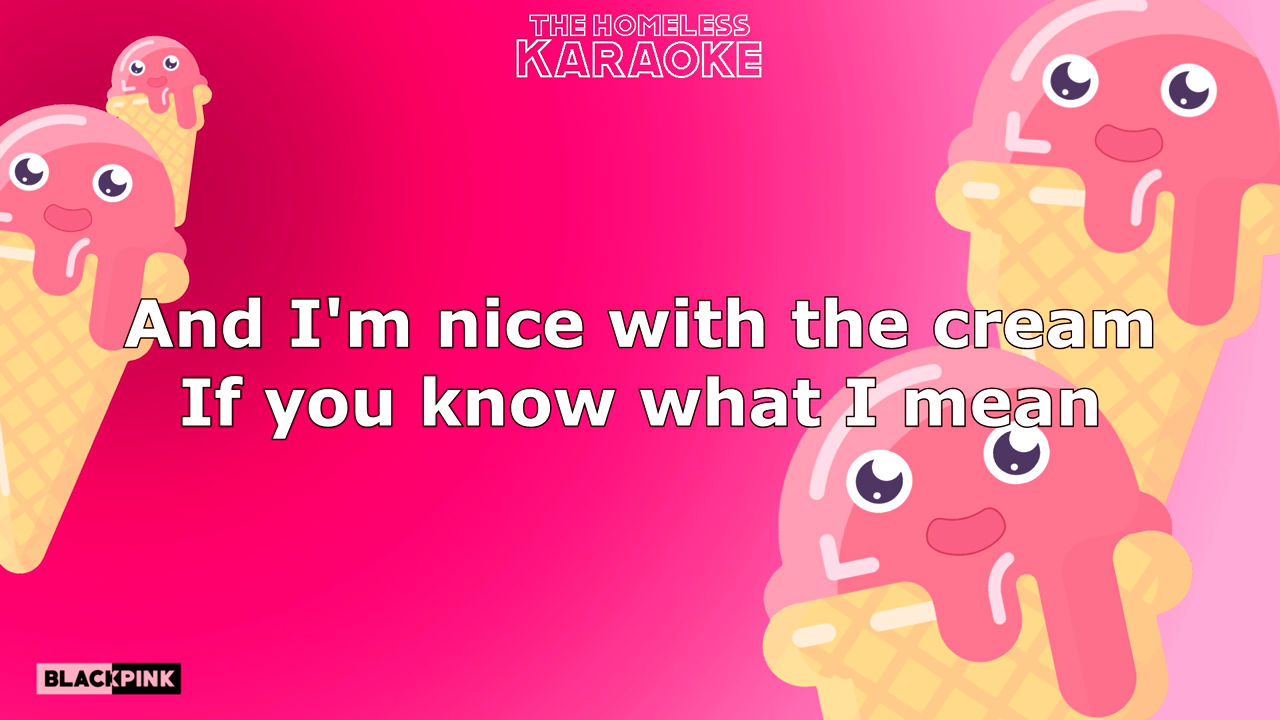 THE HOMELESS
KARAOKE
And I'm nice with the cream
If you know what I mean
BLACKPINK